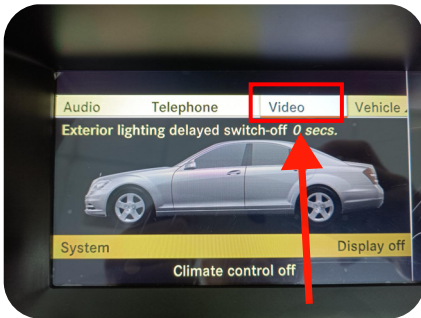 Audio Telephone Video Vehicle
Exterior lighting delayed switch-off 0 secs.
System Display off
Climate control off